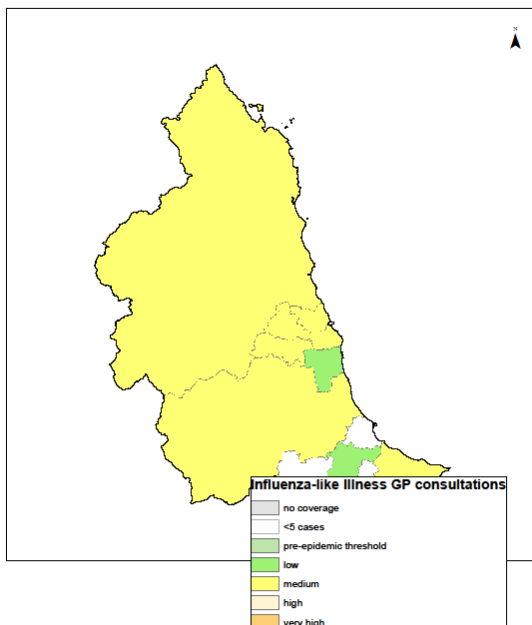 Influenza-like Illness GP consultations
no coverage
<5 cases
pre-epidemic threshold
low
medium
high
very high